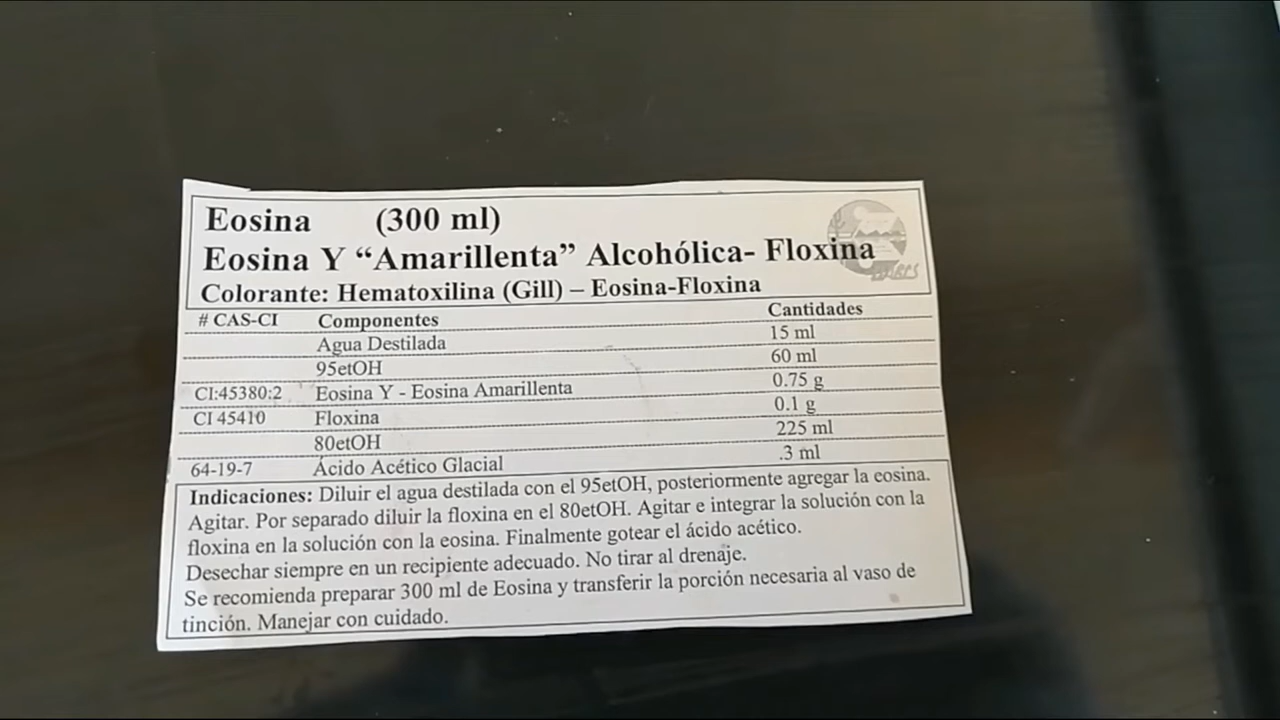 Eosina (300 ml)
Eosina Y “Amarillenta” Alcohólica- Floxina
Colorante: Hematoxilina (Gill) – Eosina-Floxina
# CAS-CI Componentes Cantidades
Agua Destilada 15 ml
95etOH 60 ml
CI:45380:2 Eosina Y - Eosina Amarillenta 0.75 g
CI 45410 Floxina 0.1 g
80etOH 225 ml
64-19-7 Ácido Acético Glacial .3 ml
Indicaciones: Diluir el agua destilada con el 95etOH, posteriormente agregar la eosina.
Agitar. Por separado diluir la floxina en el 80etOH. Agitar e integrar la solución con la
floxina en la solución con la eosina. Finalmente gotear el ácido acético.
Desechar siempre en un recipiente adecuado. No tirar al drenaje.
Se recomienda preparar 300 ml de Eosina y transferir la porción necesaria al vaso de
tinción. Manejar con cuidado.